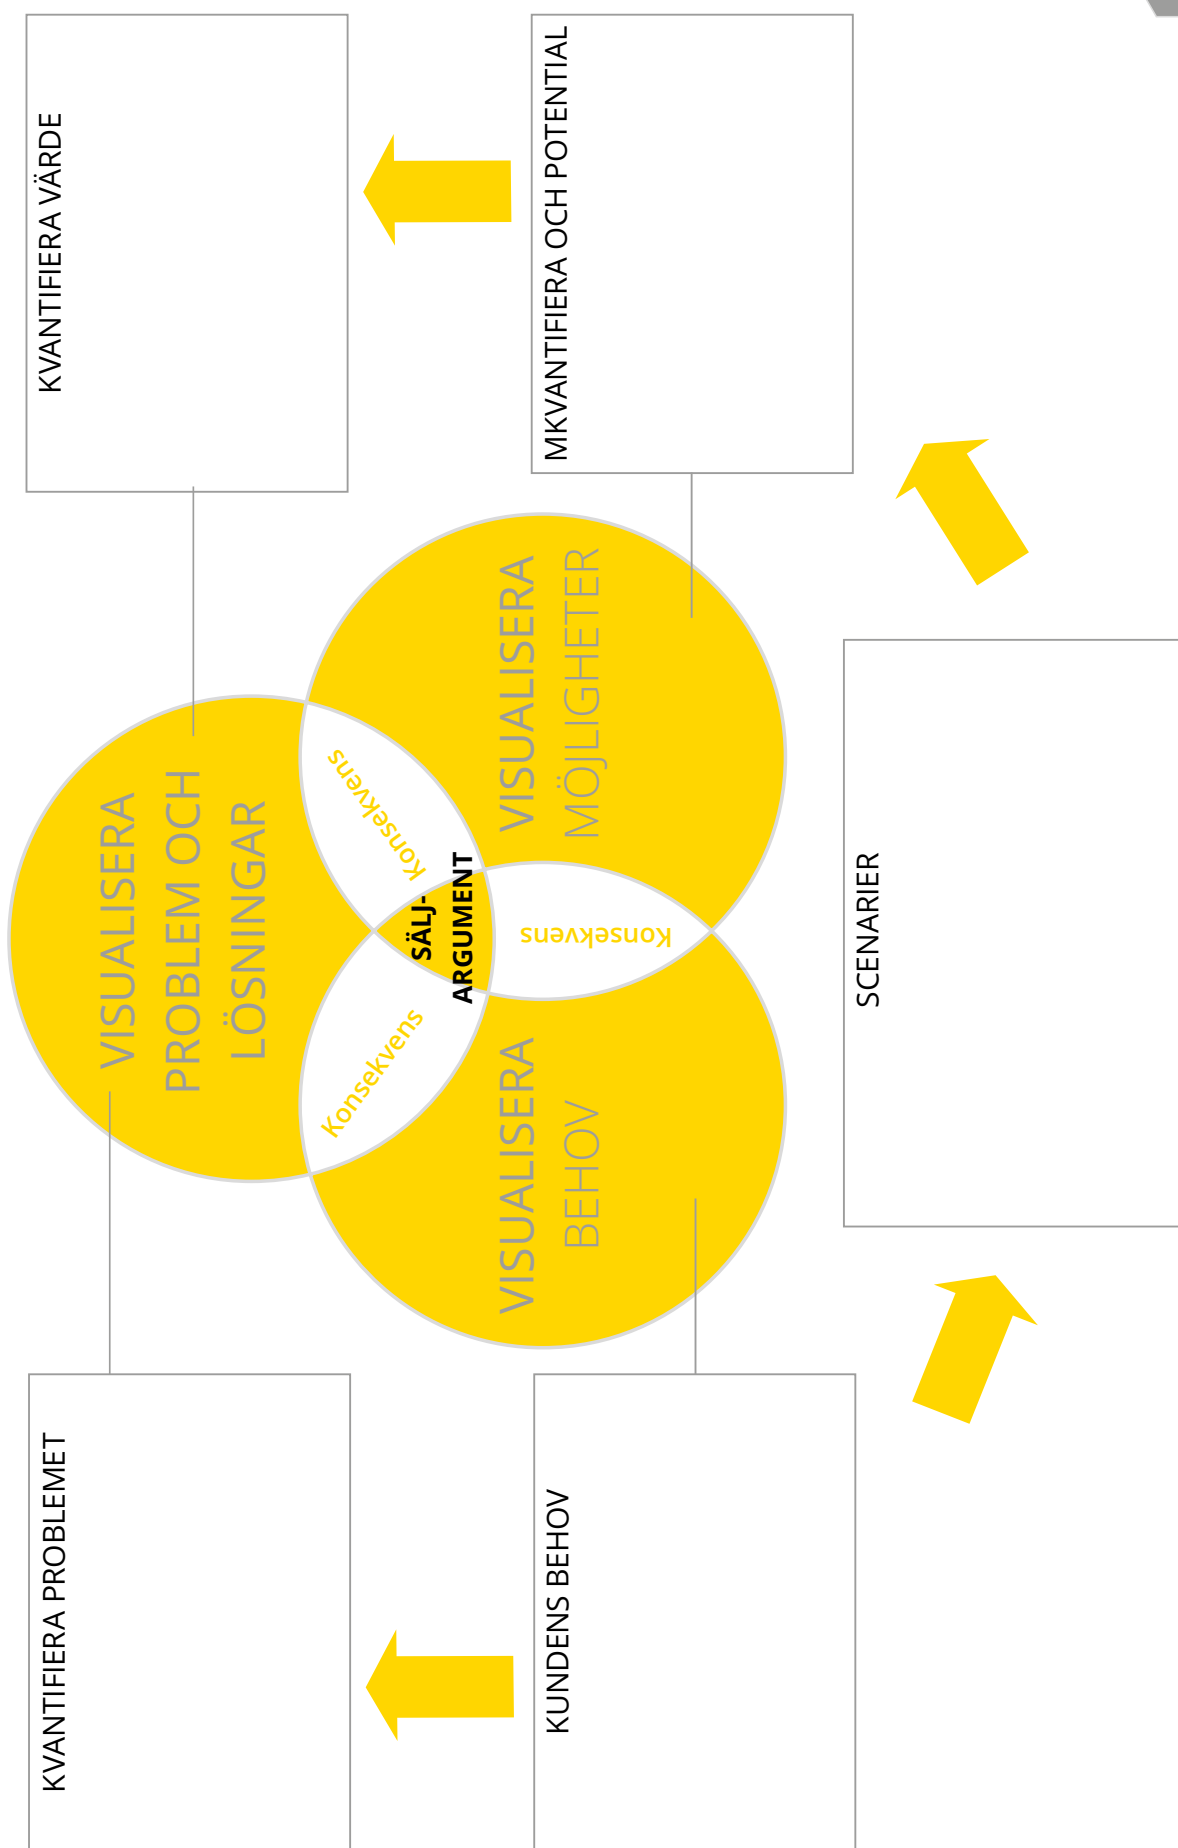 KVANTIFIERA PROBLEMET
VISUALISERA
PROBLEM OCH
LÖSNINGAR
KVANTIFIERA VÄRDE
Konsekvens
Konsekvens
SÄLJ-
ARGUMENT
KUNDENS BEHOV
VISUALISERA
BEHOV
Konsekvens
VISUALISERA
MÖJLIGHETER
MKVANTIFIERA OCH POTENTIAL
SCENARIER